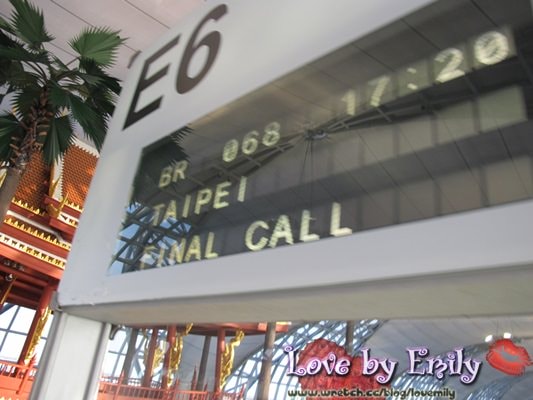 E6
BR 068 17:20
TAIPEI
FINAL CALL
Love by Emily
www.wretch.cc/blog/lovemily